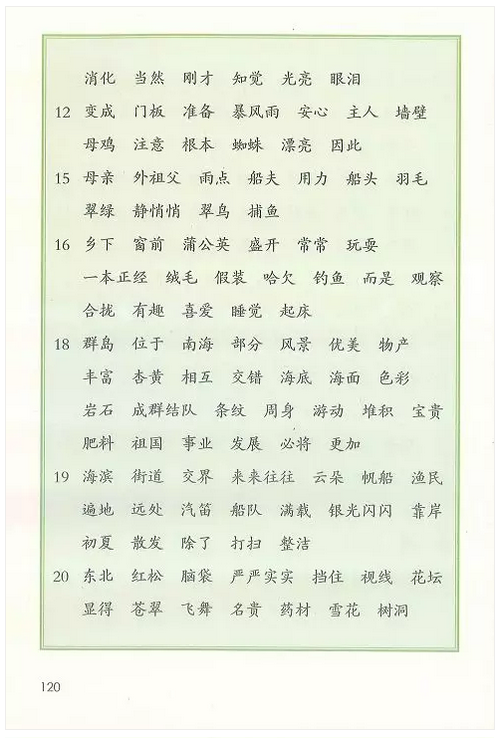 消化 当然 刚才 知觉 光亮 眼泪
12 变成 门板 准备 暴风雨 安心 主人 墙壁
母鸡 注意 根本 蜘蛛 漂亮 因此
15 母亲 外祖父 雨点 船夫 用力 船头 羽毛
翠绿 静悄悄 翠鸟 捕鱼
16 乡下 窗前 蒲公英 盛开 常常 玩耍
一本正经 绒毛 假装 哈欠 钓鱼 而是 观察
合拢 有趣 喜爱 睡觉 起床
18 群岛 位于 南海 部分 风景 优美 物产
丰富 杏黄 相互 交错 海底 海面 色彩
岩石 成群结队 条纹 周身 游动 堆积 宝贵
肥料 祖国 事业 发展 必将 更加
19 海滨 街道 交界 来来往往 云朵 帆船 渔民
遍地 远处 汽笛 船队 满载 银光闪闪 靠岸
初夏 散发 除了 打扫 整洁
20 东北 红松 脑袋 严严实实 挡住 视线 花坛
显得 苍翠 飞舞 名贵 药材 雪花 树洞
120